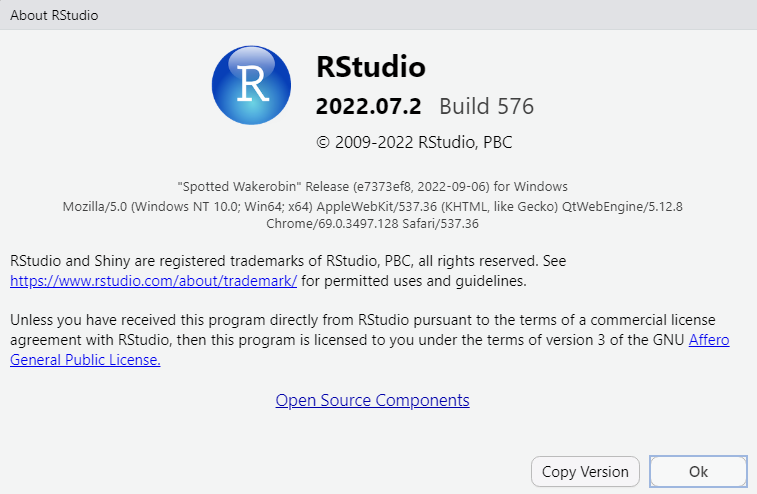 About RStudio
R
RStudio
2022.07.2 Build 576
© 2009-2022 RStudio, PBC
"Spotted Wakerobin" Release (e7373ef8, 2022-09-06) for Windows
Mozilla/5.0 (Windows NT 10.0; Win64; x64) AppleWebKit/537.36 (KHTML, like Gecko) QtWebEngine/5.12.8
Chrome/69.0.3497.128 Safari/537.36
RStudio and Shiny are registered trademarks of RStudio, PBC, all rights reserved. See
https://www.rstudio.com/about/trademark/ for permitted uses and guidelines.
Unless you have received this program directly from RStudio pursuant to the terms of a commercial license
agreement with RStudio, then this program is licensed to you under the terms of version 3 of the GNU Affero
General Public License.
Open Source Components
Copy Version
Ok